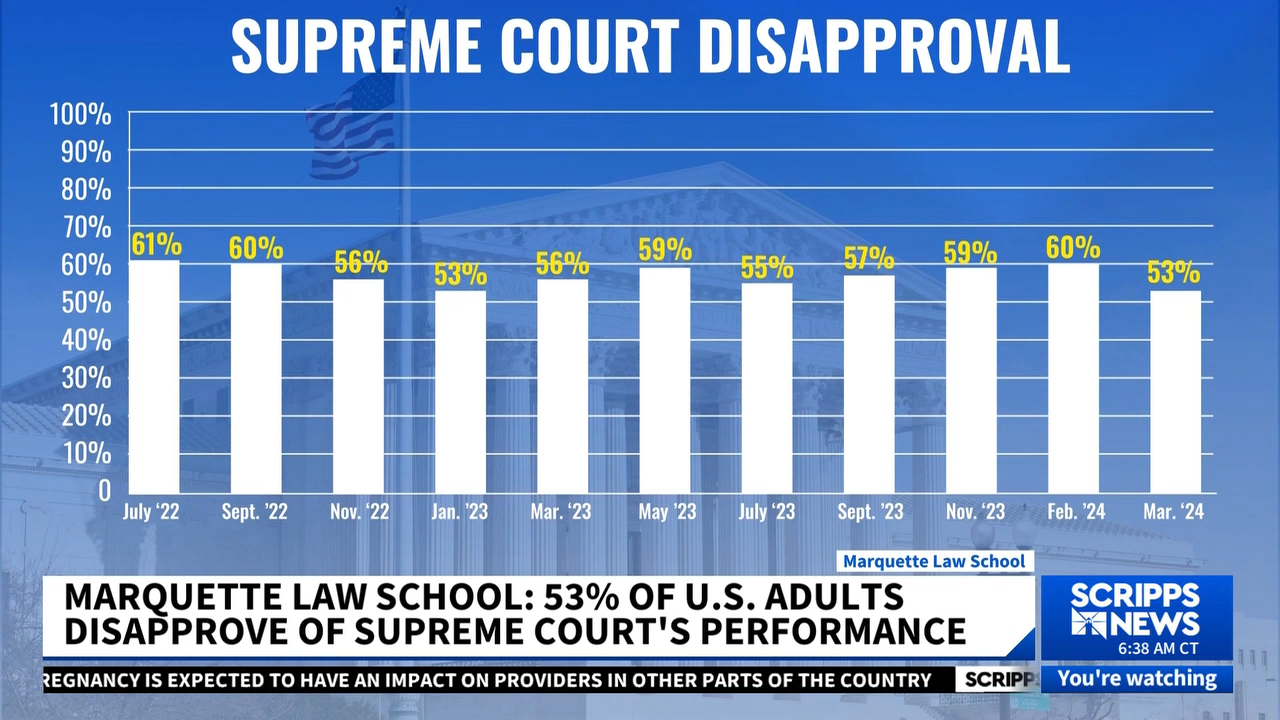 SUPREME COURT DISAPPROVAL
100%
90%
80%
70%
60%
50%
40%
30%
20%
10%
0
61%
60%
56%
53%
56%
59%
55%
57%
59%
60%
53%
July ‘22
Sept. ’22
Nov. ‘22
Jan. ’23
Mar. ‘23
May ’23
July ‘23
Sept. ’23
Nov. ‘23
Feb. ’24
Mar. ‘24
Marquette Law School
MARQUETTE LAW SCHOOL: 53% OF U.S. ADULTS
DISAPPROVE OF SUPREME COURT'S PERFORMANCE
SCRIPPS
NEWS
6:38 AM CT
REGNANCY IS EXPECTED TO HAVE AN IMPACT ON PROVIDERS IN OTHER PARTS OF THE COUNTRY
SCRIPP
You're watching